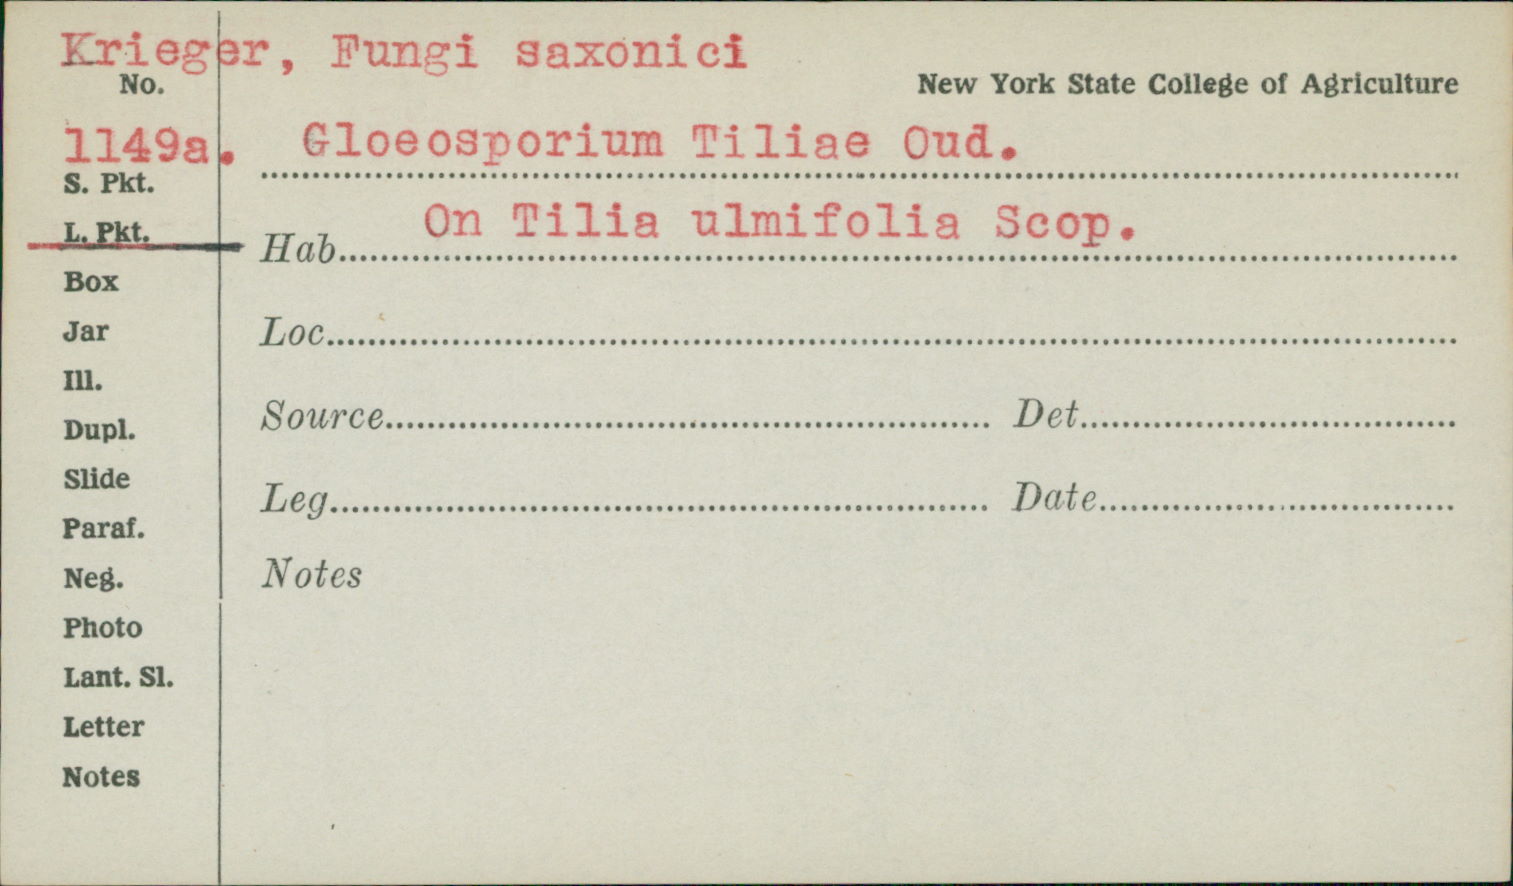 Krieger, Fungi saxonici
No.
New York State College of Agriculture
1149a. Gloeosporium Tiliae Oud.
S. Pkt.
On Tilia ulmifolia Scop.
L. Pkt.
Hab
Box
Jar
Loc
Ill.
Source Det
Dupl.
Slide
Leg Date
Paraf.
Neg.
Notes
Photo
Lant. Sl.
Letter
Notes